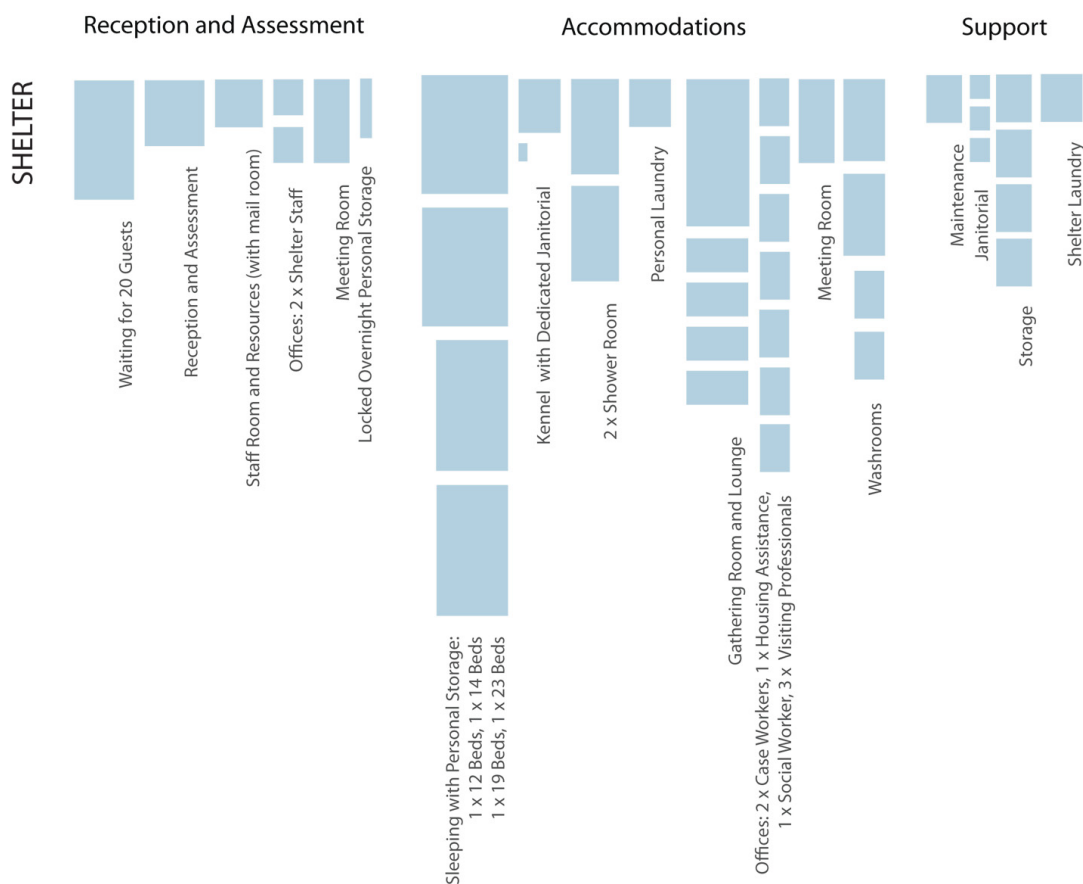 Reception and Assessment
Accommodations
Support
SHELTER
Waiting for 20 Guests
Reception and Assessment
Staff Room and Resources (with mail room)
Offices: 2 x Shelter Staff
Meeting Room
Locked Overnight Personal Storage
Sleeping with Personal Storage:
1 x 12 Beds, 1 x 14 Beds
1 x 19 Beds, 1 x 23 Beds
Kennel with Dedicated Janitorial
2 x Shower Room
Personal Laundry
Gathering Room and Lounge
Offices: 2 x Case Workers, 1 x Housing Assistance,
1 x Social Worker, 3 x Visiting Professionals
Meeting Room
Washrooms
Maintenance
Janitorial
Storage
Shelter Laundry